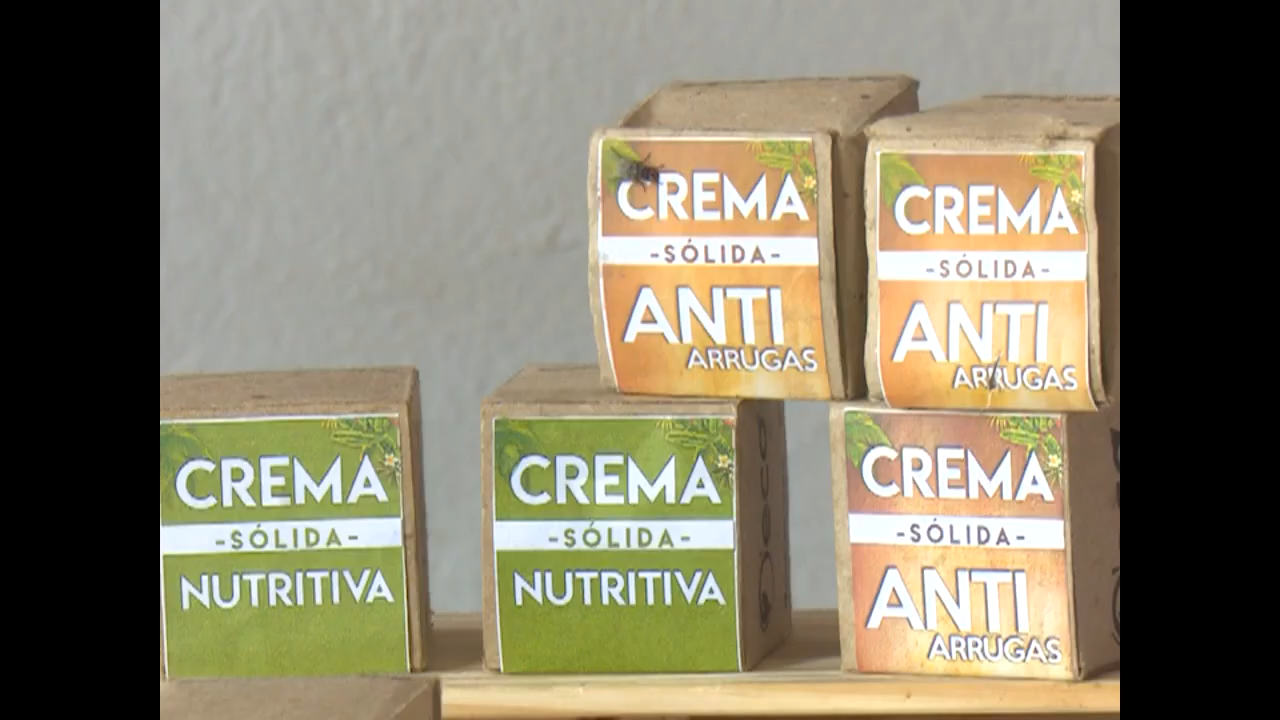 CREMA
-SÓLIDA-
ANTI
ARRUGAS
CREMA
-SÓLIDA-
ANTI
ARRUGAS
CREMA
-SÓLIDA-
NUTRITIVA
CREMA
-SÓLIDA-
NUTRITIVA
CREMA
-SÓLIDA-
ANTI
ARRUGAS